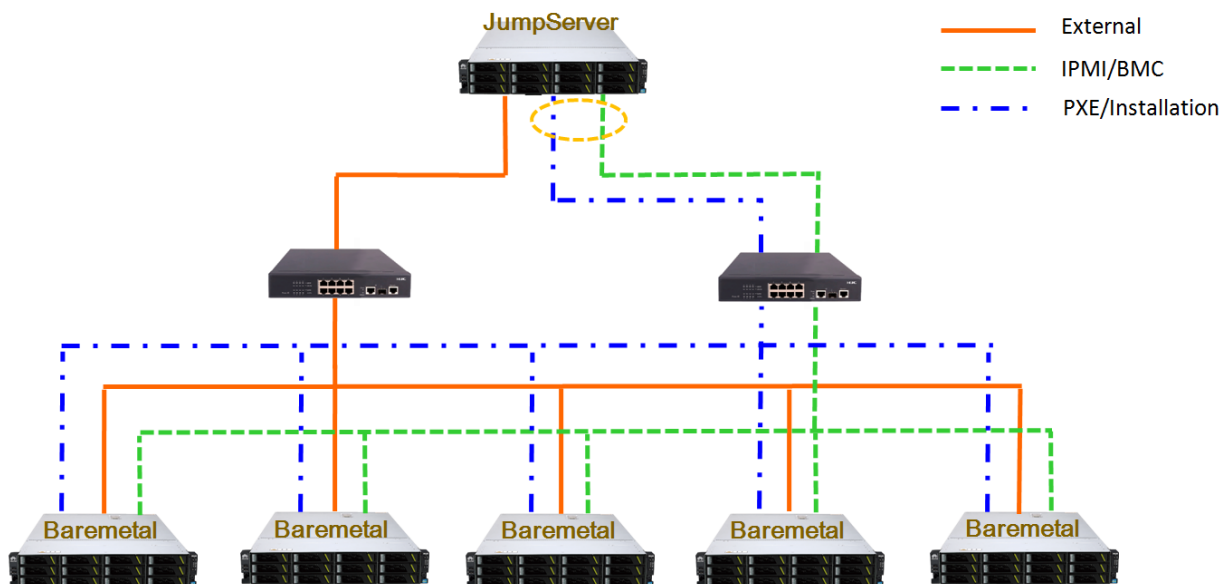 JumpServer
External
IPMI/BMC
PXE/Installation
Baremetal
Baremetal
Baremetal
Baremetal
Baremetal